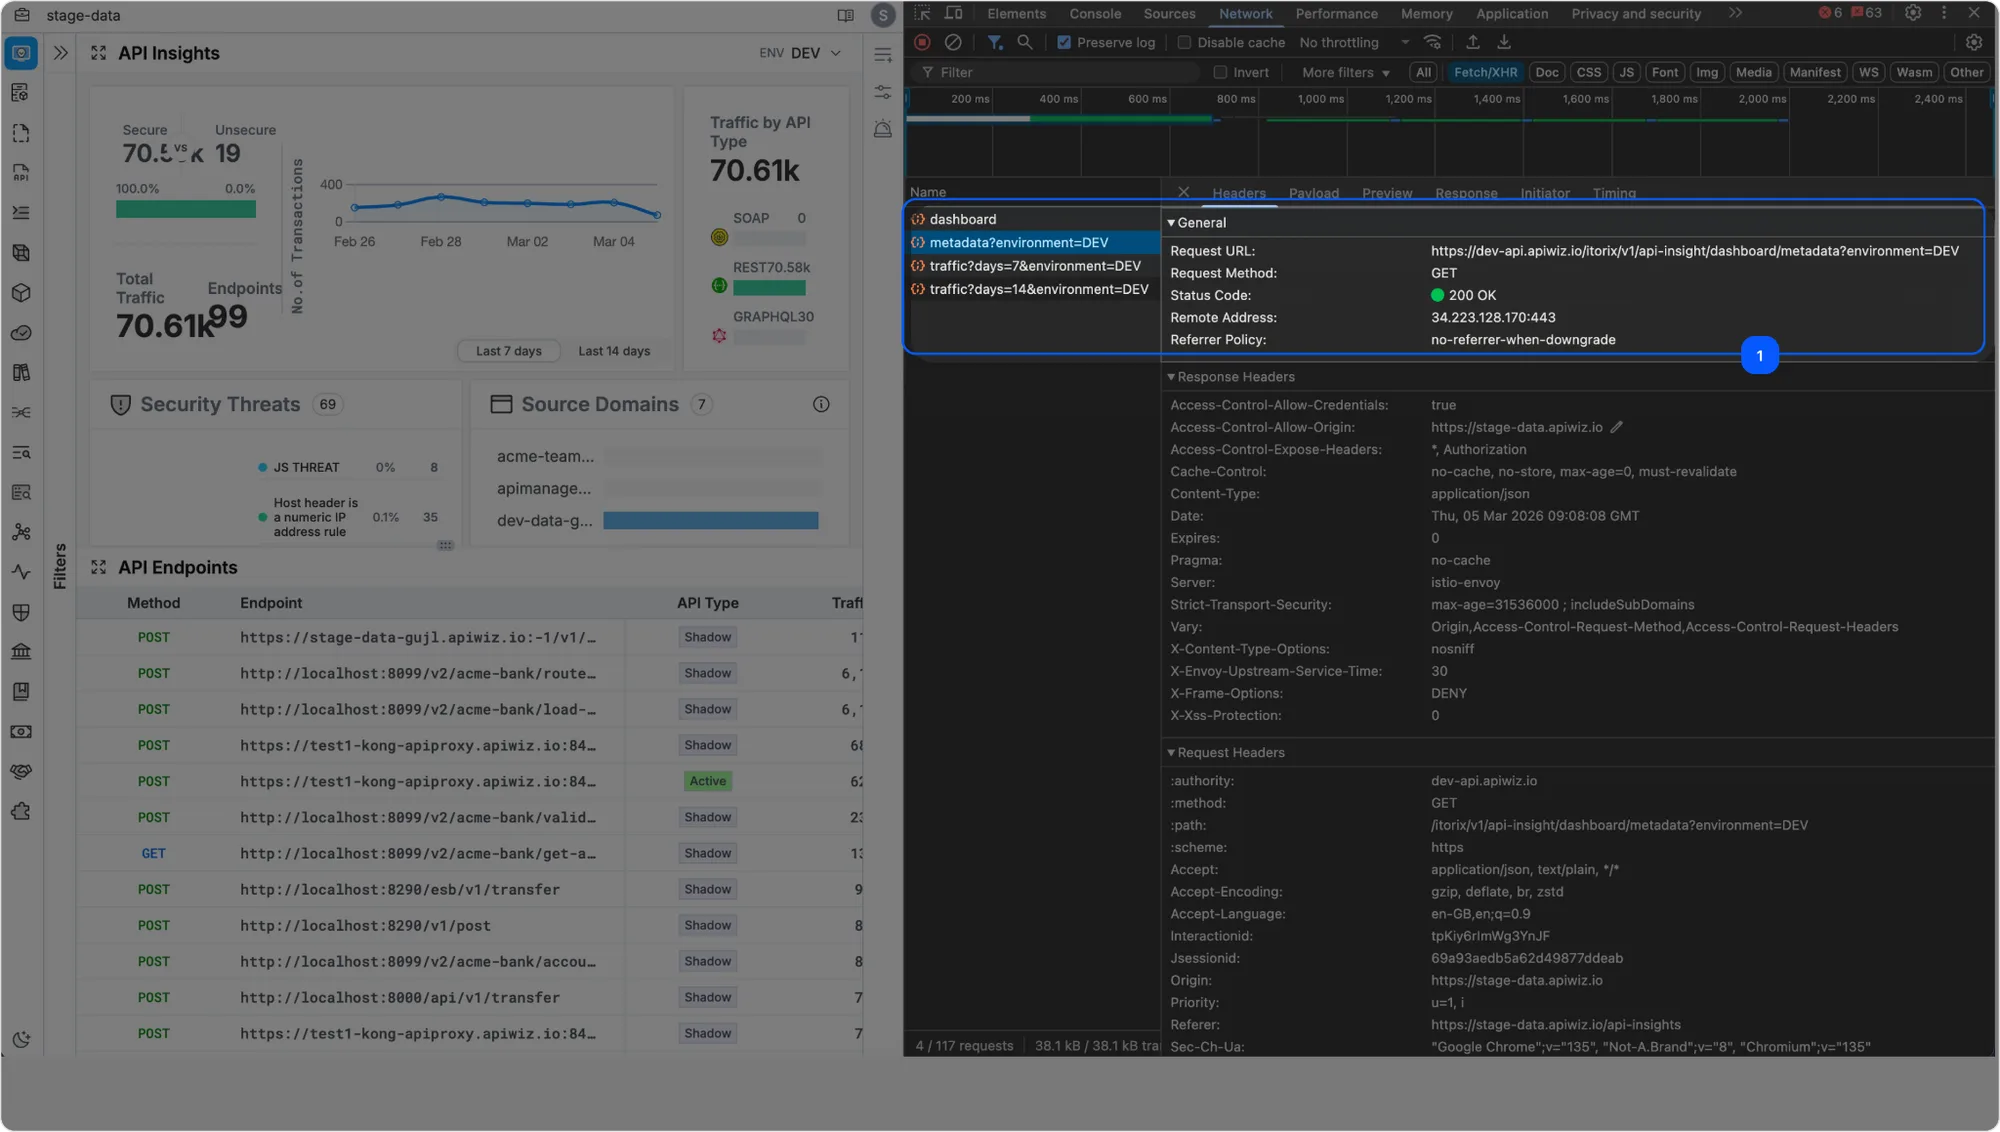 stage-data
S
API Insights
ENV DEV
Secure
Unsecure
vs
19
100.0%
0.0%
Total
Traffic
70.61k
Endpoints
99
No.of Transactions
400
0
Feb 26
Feb 28
Mar 02
Mar 04
Last 7 days
Last 14 days
Traffic by API
Type
70.61k
SOAP 0
REST70.58k
GRAPHQL30
Security Threats 69
JS THREAT 0% 8
Host header is
a numeric IP
address rule
0.1% 35
Source Domains 7
acme-team...
apimanage...
dev-data-g...
Filters
API Endpoints
Method Endpoint API Type Traff
POST https://stage-data-gujl.apiwiz.io:-1/v1/… Shadow
POST http://localhost:8099/v2/acme-bank/route… Shadow 6,
POST http://localhost:8099/v2/acme-bank/load-… Shadow 6,
POST https://test1-kong-apiproxy.apiwiz.io:84… Shadow
POST https://test1-kong-apiproxy.apiwiz.io:84… Active
POST http://localhost:8099/v2/acme-bank/valid… Shadow
GET http://localhost:8099/v2/acme-bank/get-a… Shadow
POST http://localhost:8290/esb/v1/transfer Shadow 9
POST http://localhost:8290/v1/post Shadow 8
POST http://localhost:8099/v2/acme-bank/accou… Shadow 8
POST http://localhost:8000/api/v1/transfer Shadow 7
POST https://test1-kong-apiproxy.apiwiz.io:84… Shadow 7
Elements Console Sources Network Performance Memory Application Privacy and security 6 63
Preserve log Disable cache No throttling
Filter Invert More filters All Fetch/XHR Doc CSS JS Font Img Media Manifest WS Wasm Other
200 ms 400 ms 600 ms 800 ms 1,000 ms 1,200 ms 1,400 ms 1,600 ms 1,800 ms 2,000 ms 2,200 ms 2,400 ms
Name
dashboard
metadata?environment=DEV
traffic?days=7&environment=DEV
traffic?days=14&environment=DEV
Headers Payload Preview Response Initiator Timing
General
Request URL: https://dev-api.apiwiz.io/itorix/v1/api-insight/dashboard/metadata?environment=DEV
Request Method: GET
Status Code: 200 OK
Remote Address: 34.223.128.170:443
Referrer Policy: no-referrer-when-downgrade
1
Response Headers
Access-Control-Allow-Credentials: true
Access-Control-Allow-Origin: https://stage-data.apiwiz.io
Access-Control-Expose-Headers: *, Authorization
Cache-Control: no-cache, no-store, max-age=0, must-revalidate
Content-Type: application/json
Date: Thu, 05 Mar 2026 09:08:08 GMT
Expires: 0
Pragma: no-cache
Server: istio-envoy
Strict-Transport-Security: max-age=31536000 ; includeSubDomains
Vary: Origin,Access-Control-Request-Method,Access-Control-Request-Headers
X-Content-Type-Options: nosniff
X-Envoy-Upstream-Service-Time: 30
X-Frame-Options: DENY
X-Xss-Protection: 0
Request Headers
:authority: dev-api.apiwiz.io
:method: GET
:path: /itorix/v1/api-insight/dashboard/metadata?environment=DEV
:scheme: https
Accept: application/json, text/plain, */*
Accept-Encoding: gzip, deflate, br, zstd
Accept-Language: en-GB,en;q=0.9
Interactionid: tpKiy6rImWg3YnJF
Jsessionid: 69a93aedb5a62d49877ddeab
Origin: https://stage-data.apiwiz.io
Priority: u=1, i
Referer: https://stage-data.apiwiz.io/api-insights
Sec-Ch-Ua: "Google Chrome";v="135", "Not-A.Brand";v="8", "Chromium";v="135"
4 / 117 requests 38.1 kB / 38.1 kB tra